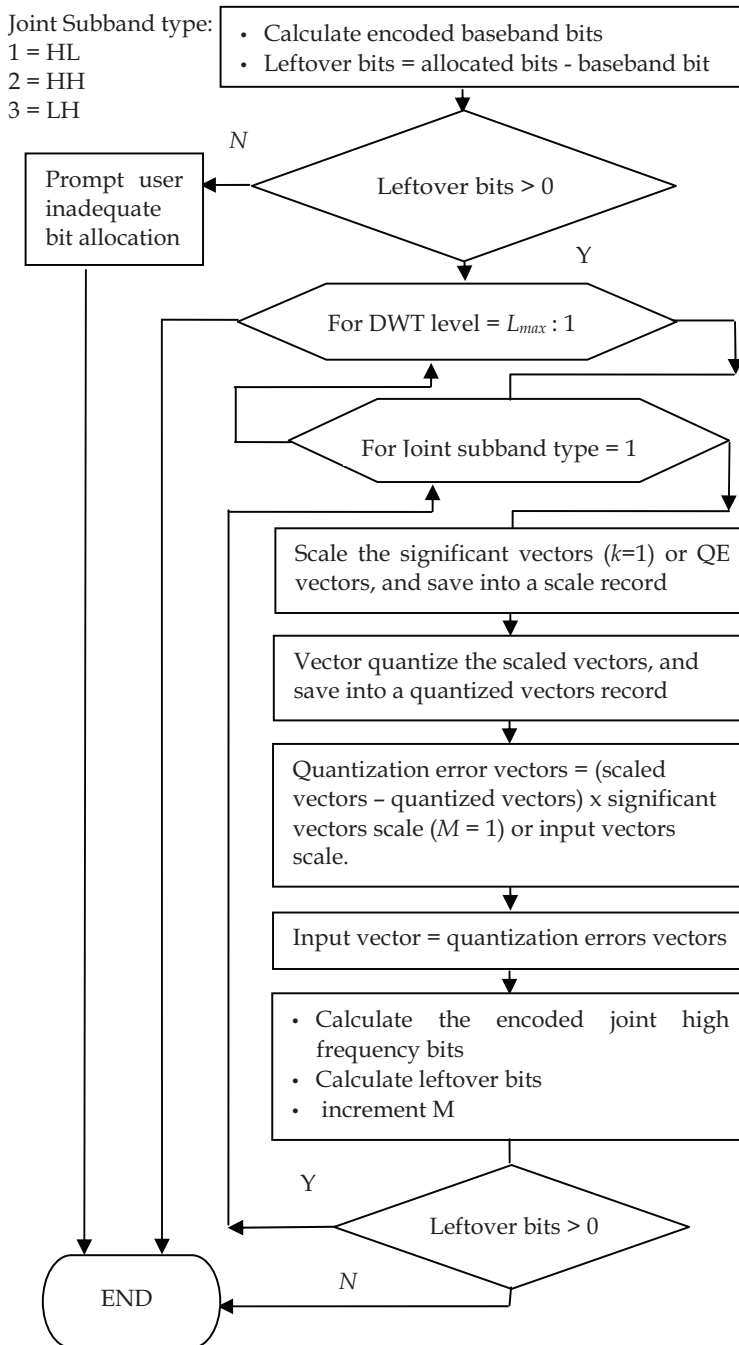 Joint Subband type:
1 = HL
2 = HH
3 = LH
• Calculate encoded baseband bits
• Leftover bits = allocated bits - baseband bit
N
Leftover bits > 0
Prompt user
inadequate
bit allocation
Y
For DWT level = Lmax : 1
For Joint subband type = 1
Scale the significant vectors (k=1) or QE
vectors, and save into a scale record
Vector quantize the scaled vectors, and
save into a quantized vectors record
Quantization error vectors = (scaled
vectors – quantized vectors) x significant
vectors scale (M = 1) or input vectors
scale.
Input vector = quantization errors vectors
• Calculate the encoded joint high
frequency bits
• Calculate leftover bits
• increment M
Y
Leftover bits > 0
N
END